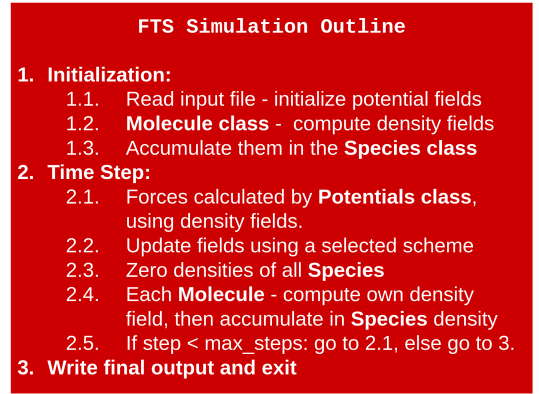 FTS Simulation Outline
1. Initialization:
1.1. Read input file - initialize potential fields
1.2. Molecule class - compute density fields
1.3. Accumulate them in the Species class
2. Time Step:
2.1. Forces calculated by Potentials class,
using density fields.
2.2. Update fields using a selected scheme
2.3. Zero densities of all Species
2.4. Each Molecule - compute own density
field, then accumulate in Species density
2.5. If step < max_steps: go to 2.1, else go to 3.
3. Write final output and exit